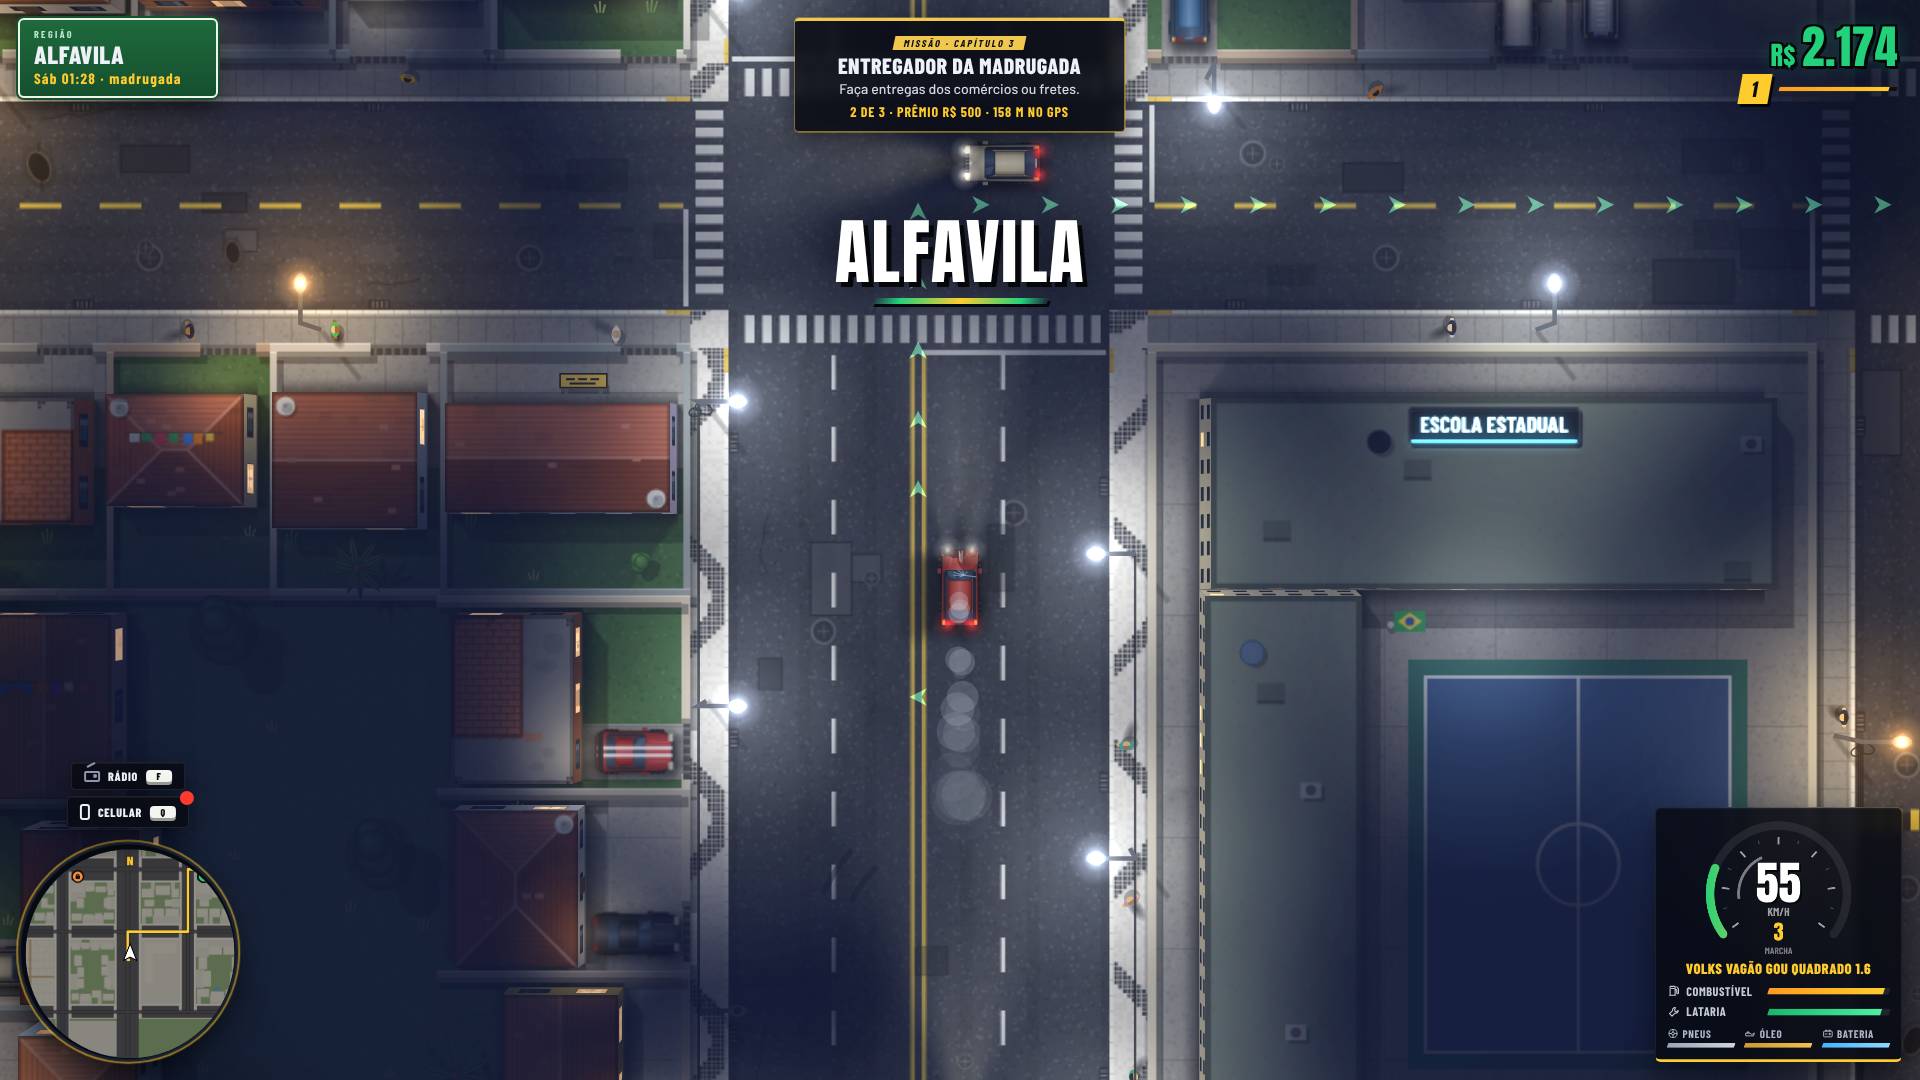 REGIÃO
ALFAVILA
Sáb 01:28 · madrugada
MISSÃO · CAPÍTULO 3
ENTREGADOR DA MADRUGADA
Faça entregas dos comércios ou fretes.
2 DE 3 · PRÊMIO R$ 500 · 158 M NO GPS
R$ 2.174
1
ALFAVILA
ESCOLA ESTADUAL
RÁDIO F
CELULAR Q
N
55
KM/H
3
MARCHA
VOLKS VAGÃO GOU QUADRADO 1.6
COMBUSTÍVEL
LATARIA
PNEUS ÓLEO BATERIA